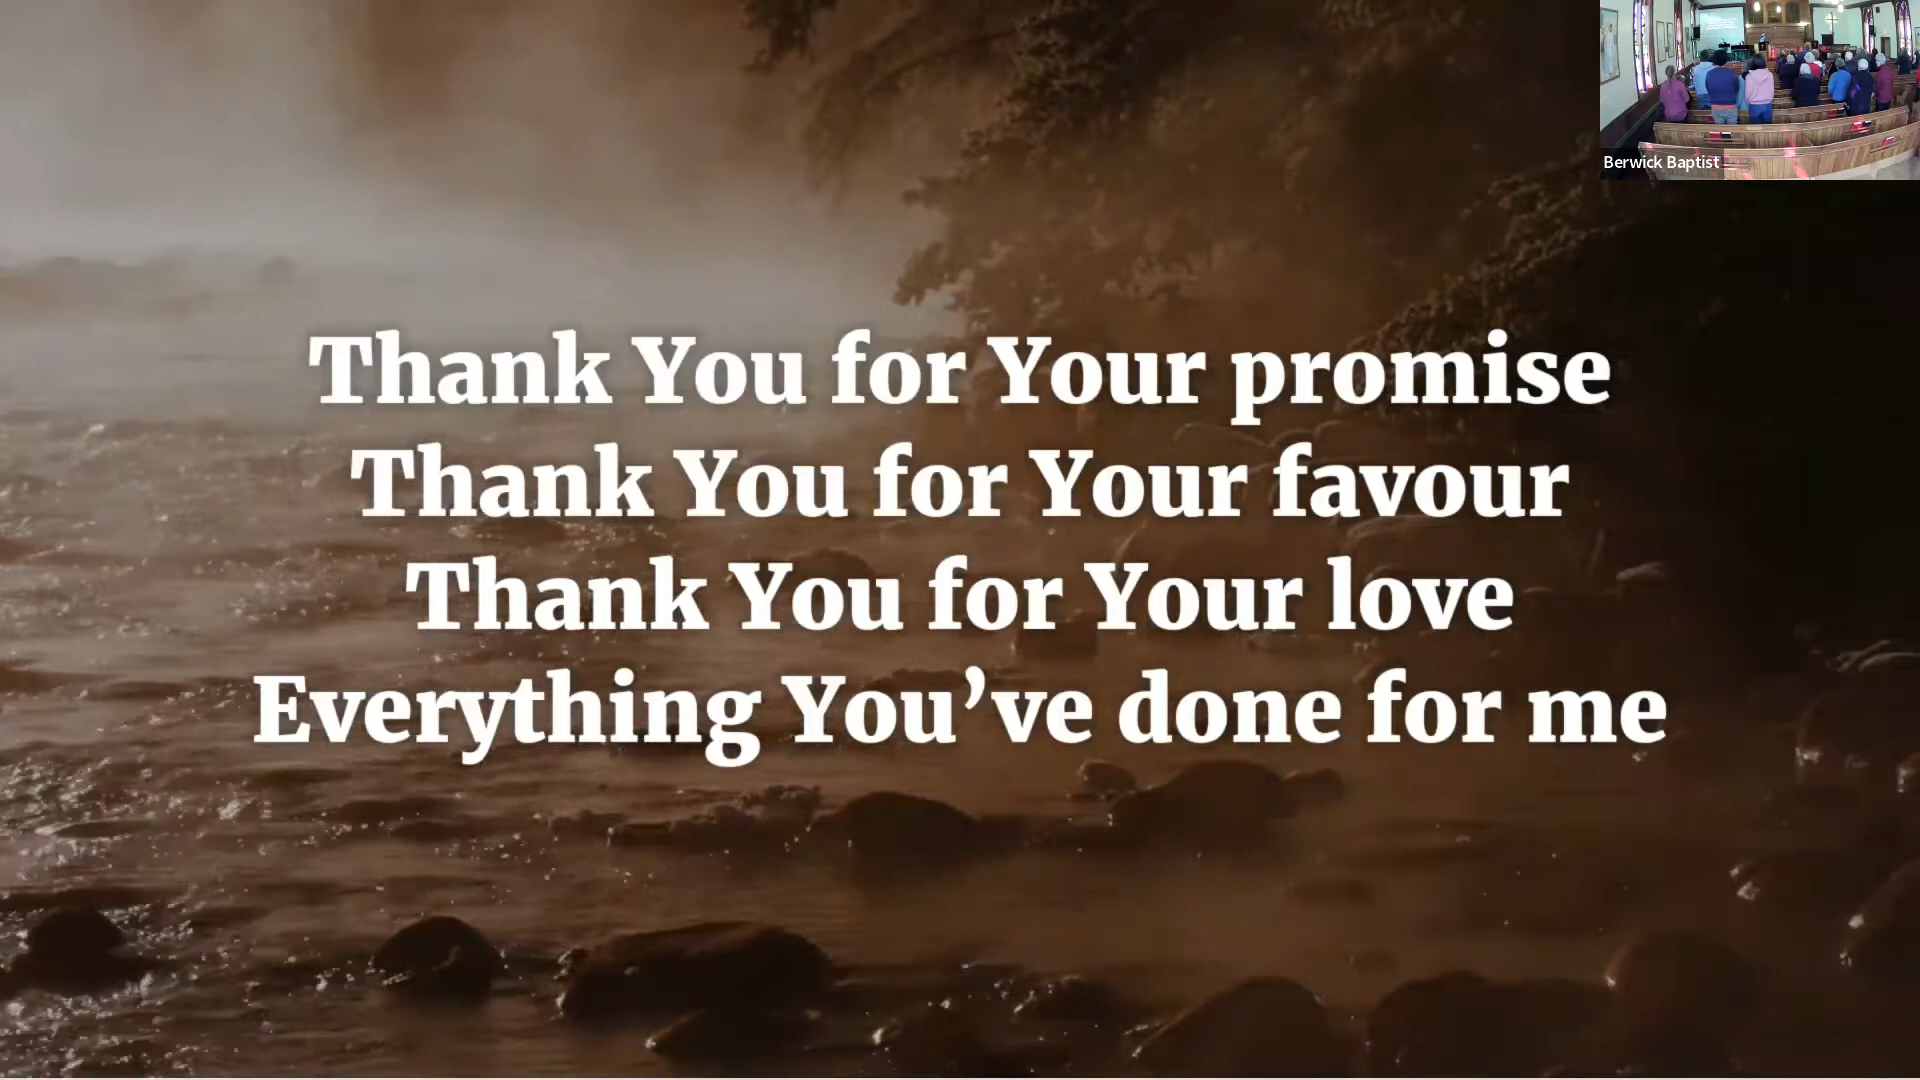 Thank You for Your promise
Thank You for Your favour
Thank You for Your love
Everything You’ve done for me
Berwick Baptist